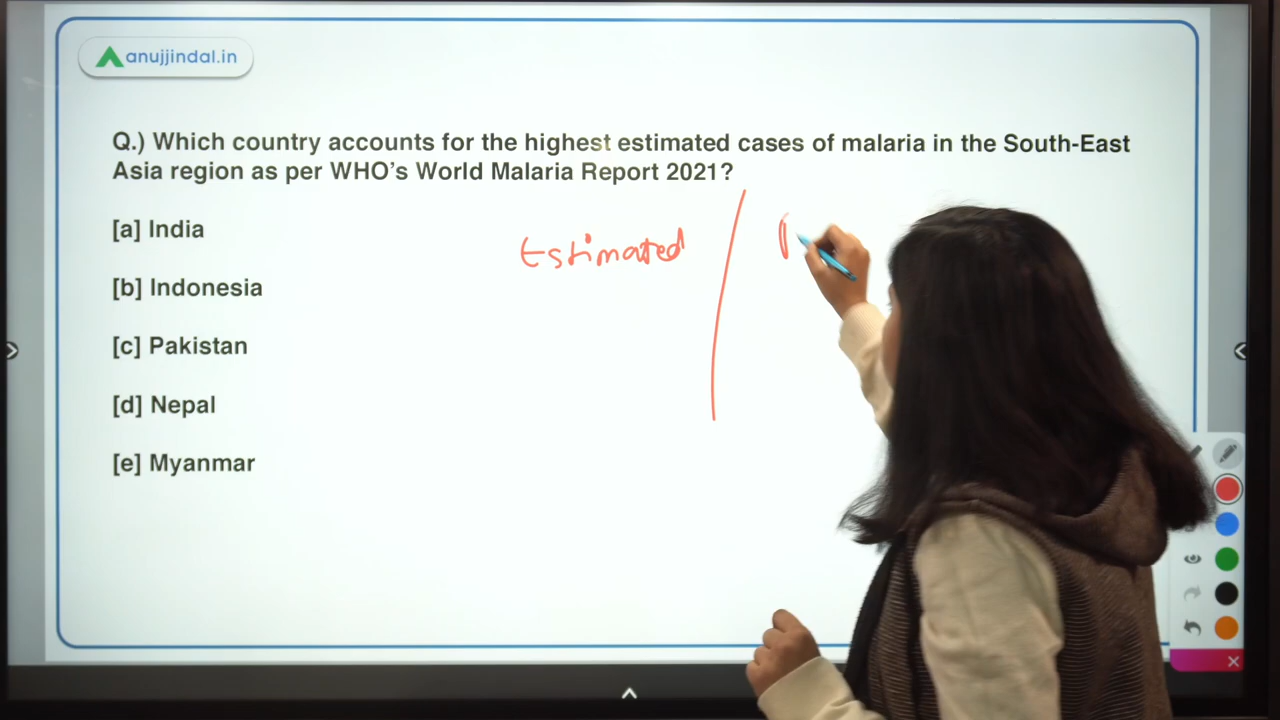 anujjindal.in
Q.) Which country accounts for the highest estimated cases of malaria in the South-East
Asia region as per WHO’s World Malaria Report 2021?
[a] India
Estimated
[b] Indonesia
[c] Pakistan
[d] Nepal
[e] Myanmar